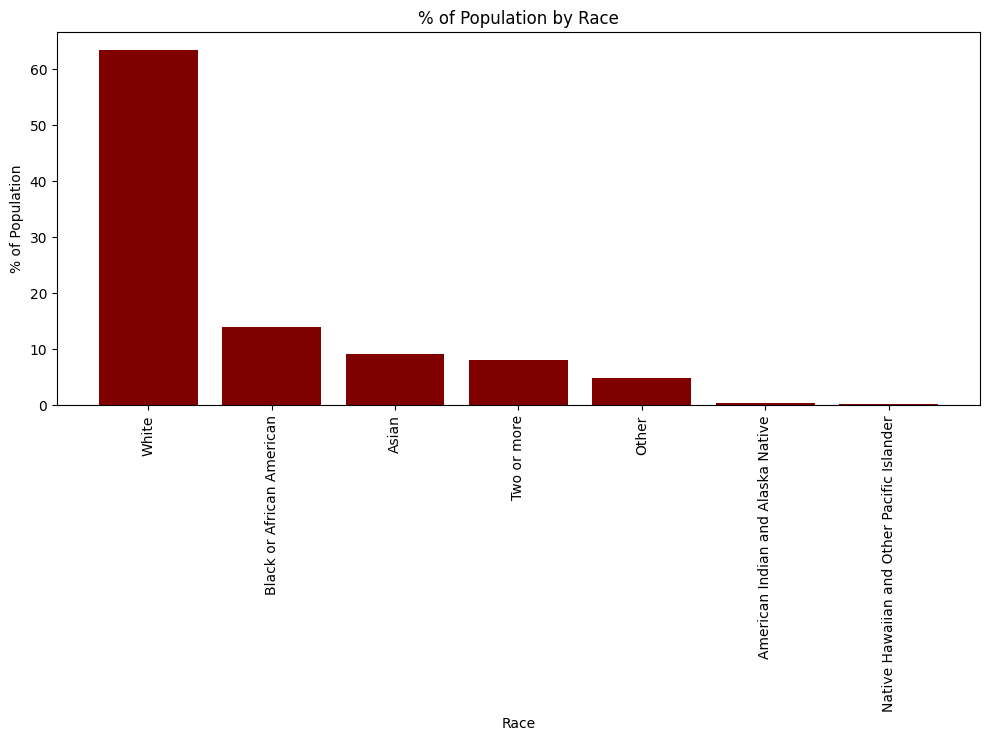 % of Population by Race
% of Population
60
50
40
30
20
10
0
White
Black or African American
Asian
Two or more
Other
American Indian and Alaska Native
Native Hawaiian and Other Pacific Islander
Race